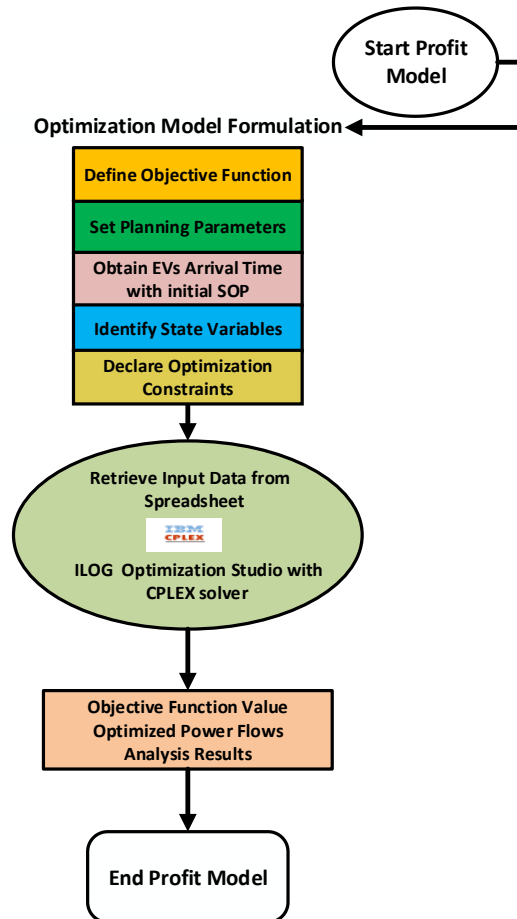 Start Profit
Model
Optimization Model Formulation
Define Objective Function
Set Planning Parameters
Obtain EVs Arrival Time
with initial SOP
Identify State Variables
Declare Optimization
Constraints
Retrieve Input Data from
Spreadsheet
IBM
CPLEX
ILOG Optimization Studio with
CPLEX solver
Objective Function Value
Optimized Power Flows
Analysis Results
End Profit Model